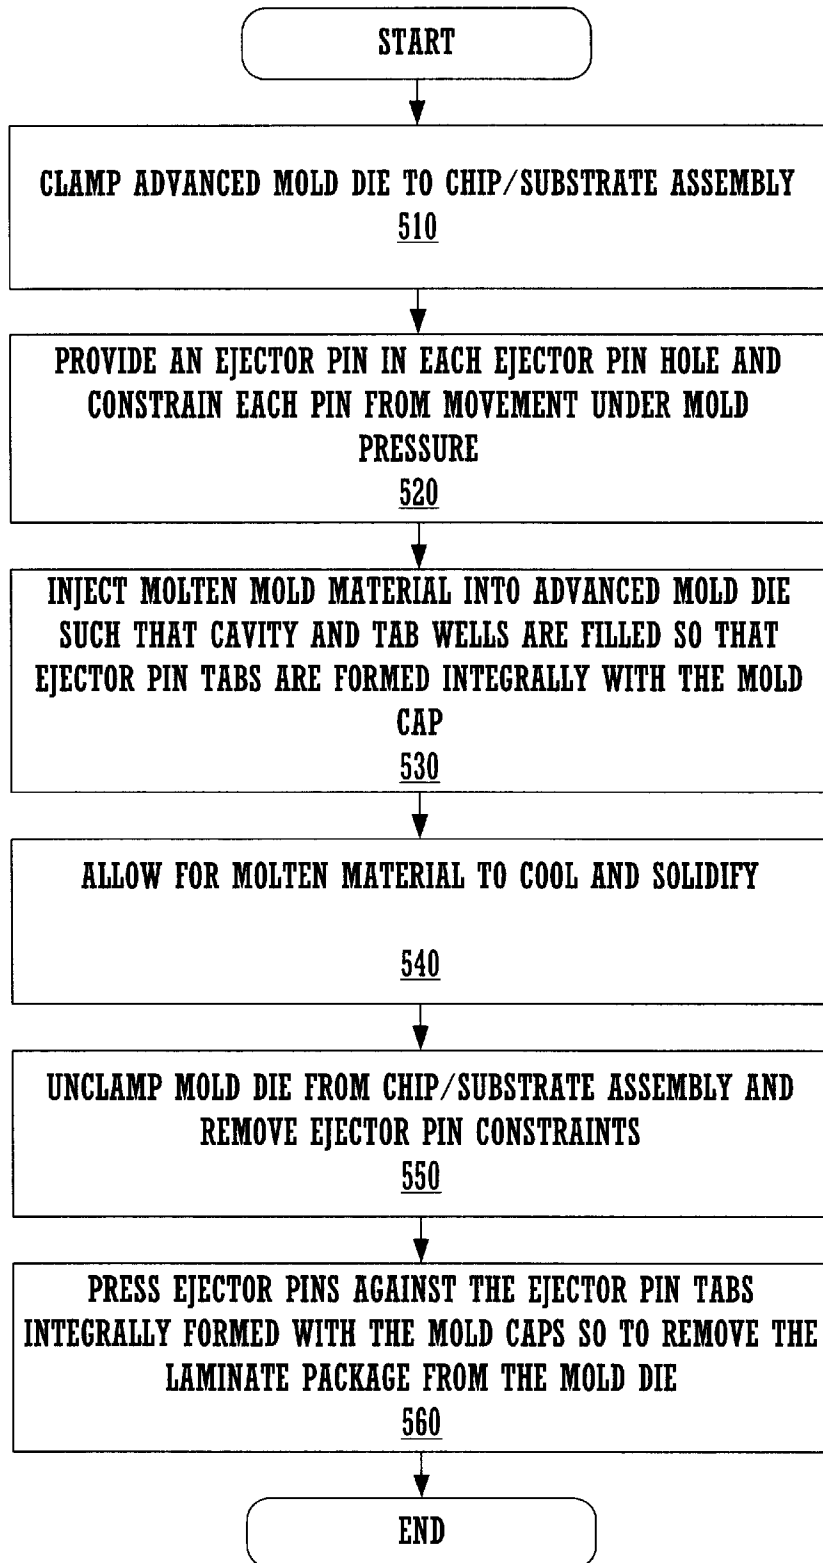 START
CLAMP ADVANCED MOLD DIE TO CHIP/SUBSTRATE ASSEMBLY
510
PROVIDE AN EJECTOR PIN IN EACH EJECTOR PIN HOLE AND
CONSTRAIN EACH PIN FROM MOVEMENT UNDER MOLD
PRESSURE
520
INJECT MOLTEN MOLD MATERIAL INTO ADVANCED MOLD DIE
SUCH THAT CAVITY AND TAB WELLS ARE FILLED SO THAT
EJECTOR PIN TABS ARE FORMED INTEGRALLY WITH THE MOLD
CAP
530
ALLOW FOR MOLTEN MATERIAL TO COOL AND SOLIDIFY
540
UNCLAMP MOLD DIE FROM CHIP/SUBSTRATE ASSEMBLY AND
REMOVE EJECTOR PIN CONSTRAINTS
550
PRESS EJECTOR PINS AGAINST THE EJECTOR PIN TABS
INTEGRALLY FORMED WITH THE MOLD CAPS SO TO REMOVE THE
LAMINATE PACKAGE FROM THE MOLD DIE
560
END